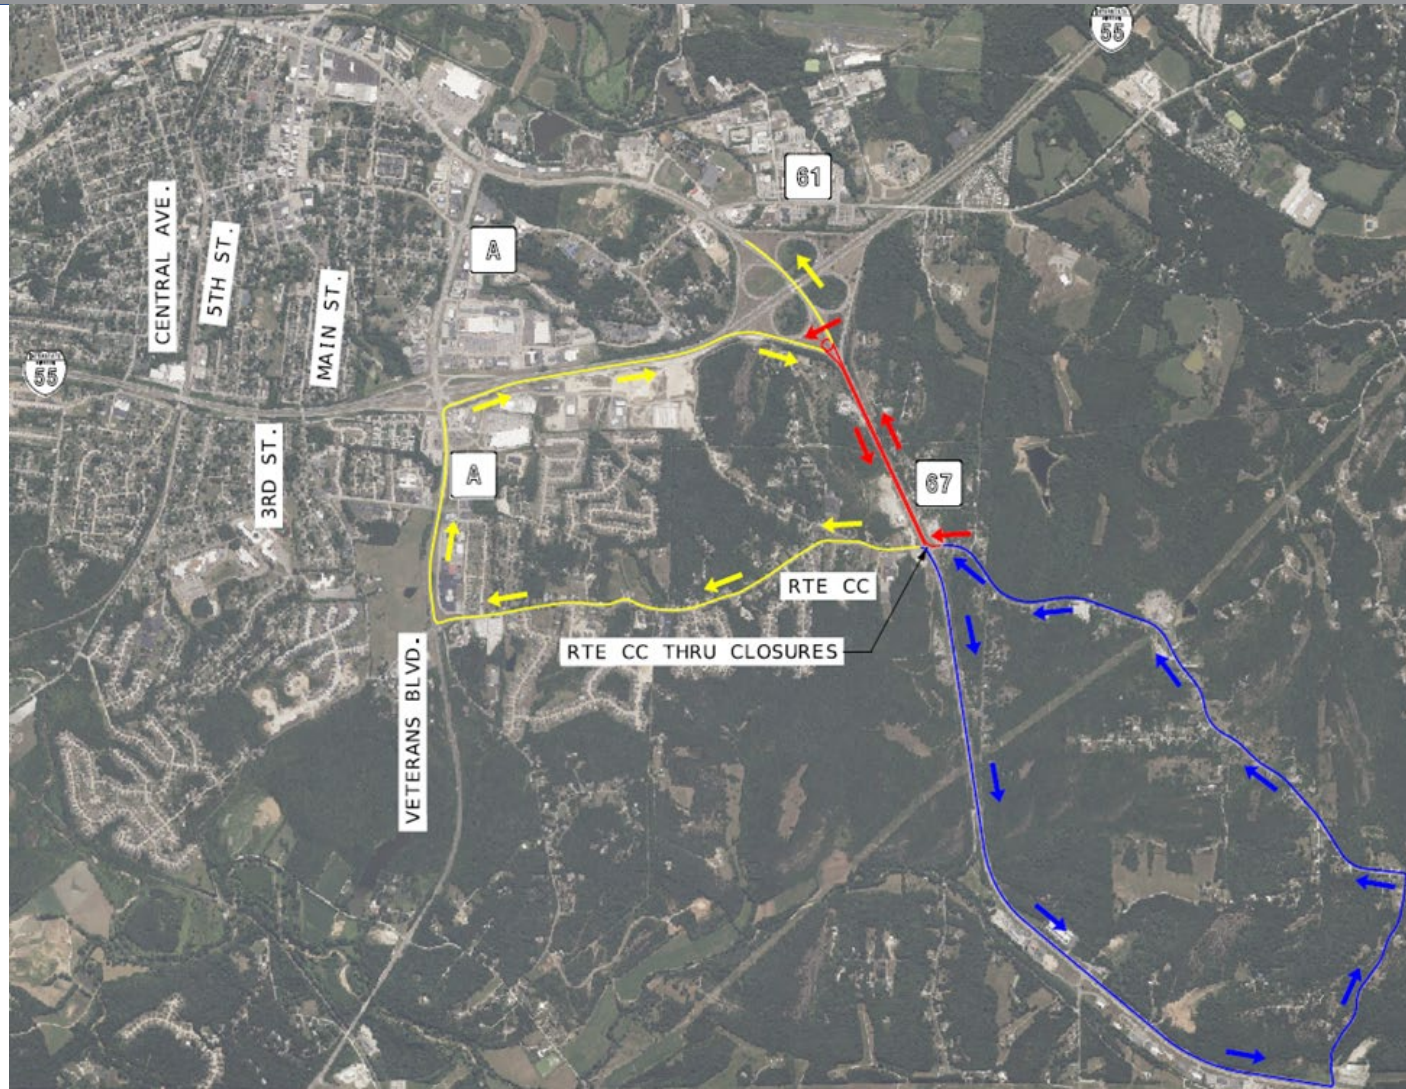 55
61
CENTRAL AVE.
5TH ST.
A
MAIN ST.
55
3RD ST.
A
67
RTE CC
RTE CC THRU CLOSURES
VETERANS BLVD.